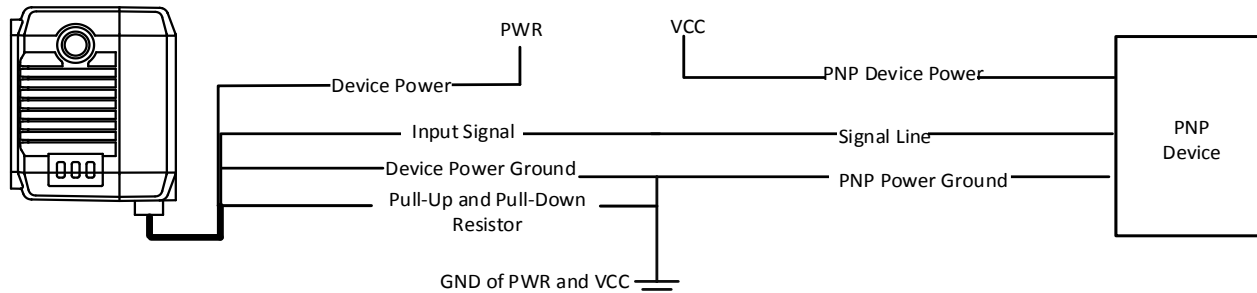 PWR
VCC
Device Power
PNP Device Power
Input Signal
Signal Line
PNP
Device
Device Power Ground
PNP Power Ground
Pull-Up and Pull-Down
Resistor
GND of PWR and VCC